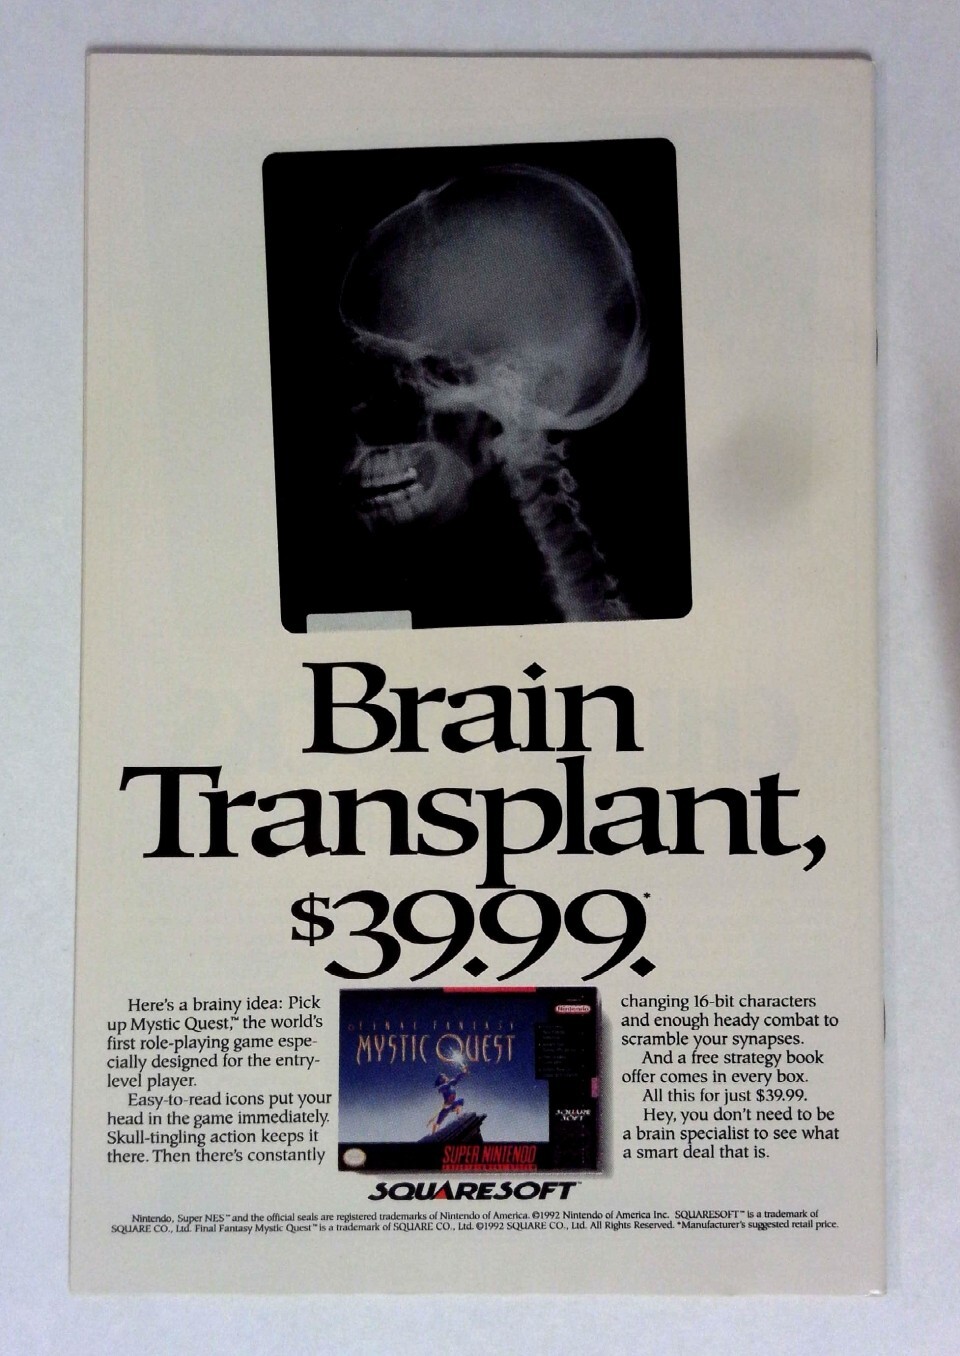 Brain
Transplant,
$39.99.*
Here's a brainy idea: Pick
up Mystic Quest,™ the world's
first role-playing game espe-
cially designed for the entry-
level player.
Easy-to-read icons put your
head in the game immediately.
Skull-tingling action keeps it
there. Then there's constantly
Nintendo
FINAL FANTASY
MYSTIC QUEST
SQUARE
SOFT
SUPER NINTENDO
changing 16-bit characters
and enough heady combat to
scramble your synapses.
And a free strategy book
offer comes in every box.
All this for just $39.99.
Hey, you don't need to be
a brain specialist to see what
a smart deal that is.
SQUARESOFT™
Nintendo, Super NES™ and the official seals are registered trademarks of Nintendo of America. ©1992 Nintendo of America Inc. SQUARESOFT™ is a trademark of
SQUARE CO., Ltd. Final Fantasy Mystic Quest™ is a trademark of SQUARE CO., Ltd. ©1992 SQUARE CO., Ltd. All Rights Reserved. *Manufacturer's suggested retail price.